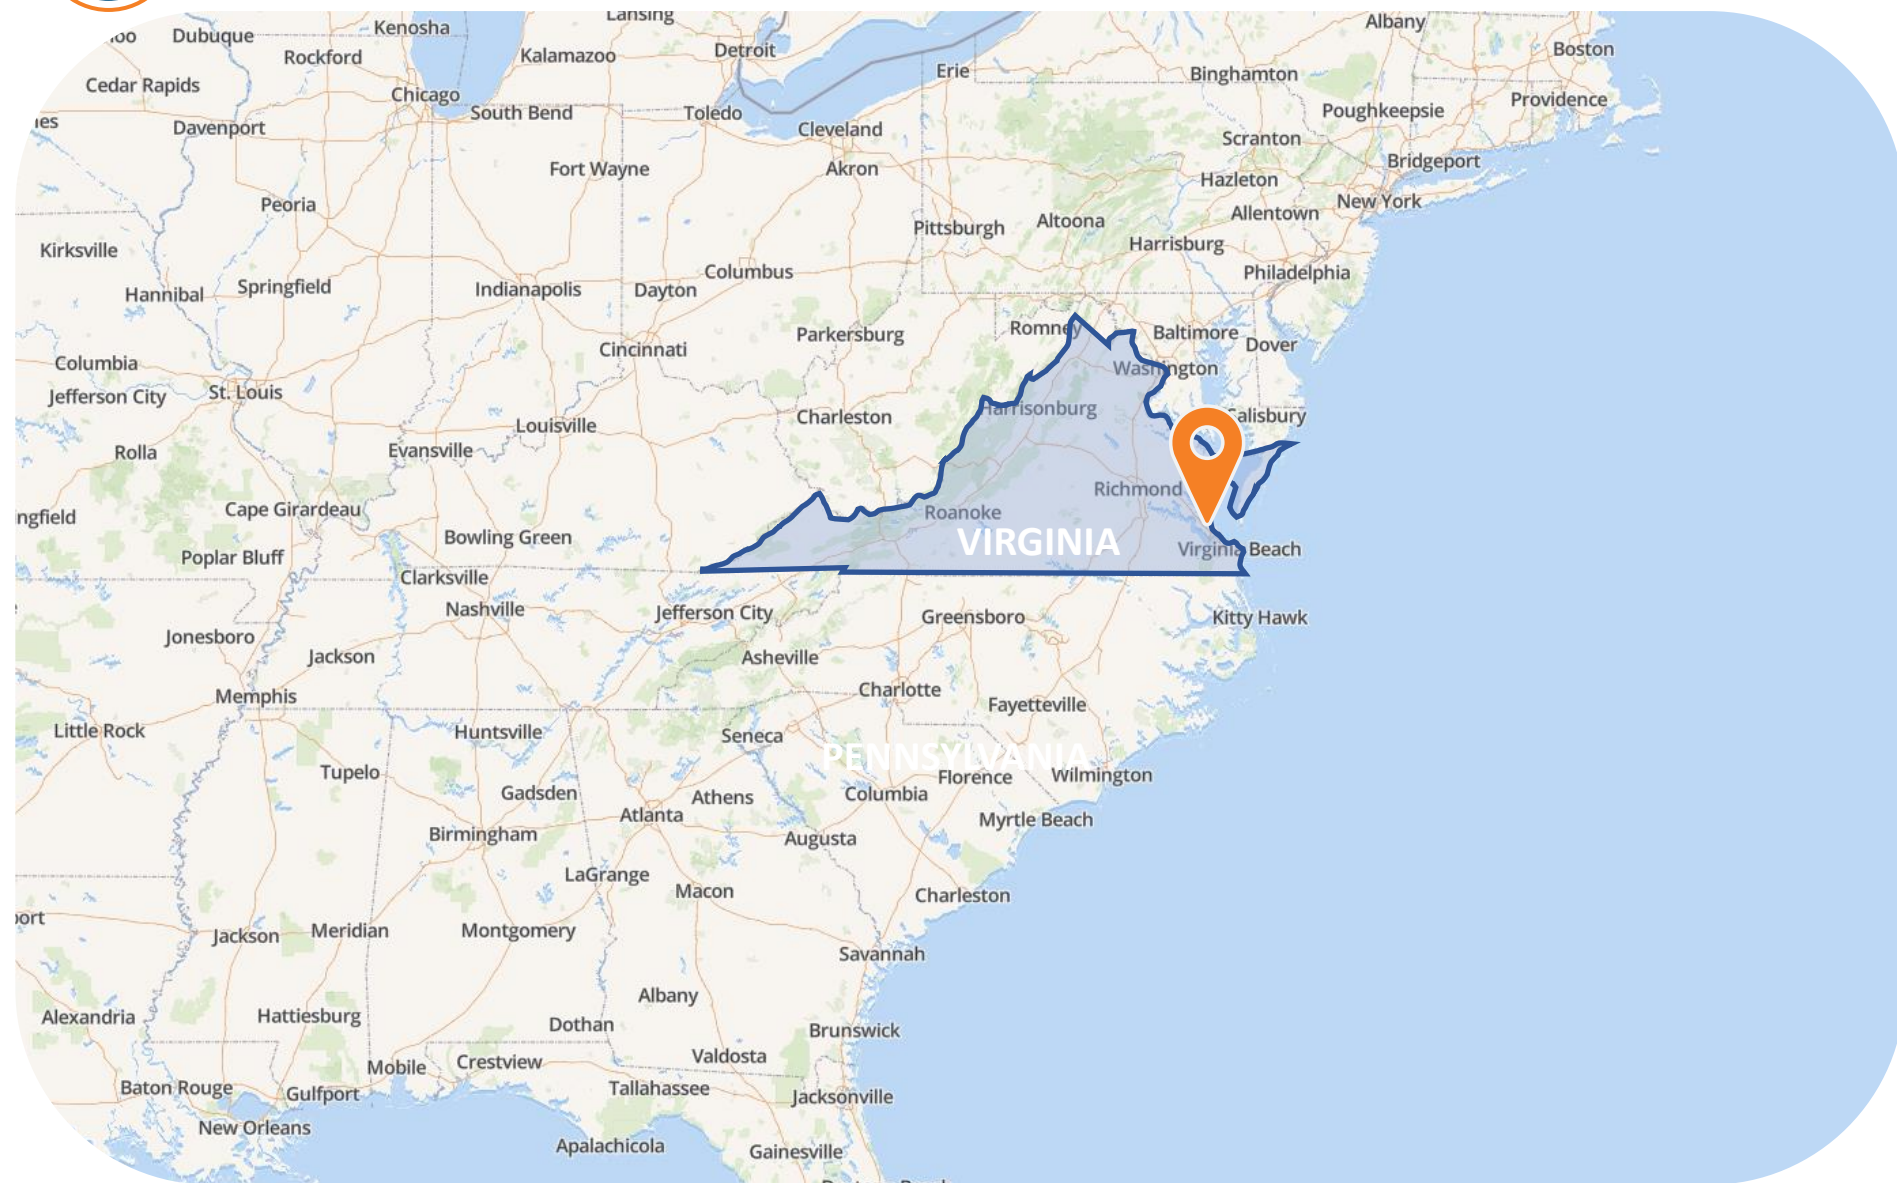 Lansing
Albany
Kenosha
Dubuque
Boston
Detroit
Kalamazoo
Rockford
Erie
Binghamton
Cedar Rapids
Chicago
Providence
Poughkeepsie
South Bend
Toledo
Davenport
Cleveland
Scranton
Bridgeport
Fort Wayne
Akron
Hazleton
New York
Peoria
Allentown
Altoona
Pittsburgh
Harrisburg
Kirksville
Columbus
Philadelphia
Springfield
Indianapolis
Dayton
Hannibal
Romney
Baltimore
Parkersburg
Dover
Cincinnati
Columbia
Washington
St. Louis
Jefferson City
Harrisonburg
Salisbury
Charleston
Louisville
Evansville
Rolla
Richmond
Cape Girardeau
Roanoke
ngfield
Bowling Green
VIRGINIA
Virginia Beach
Poplar Bluff
Clarksville
Nashville
Jefferson City
Greensboro
Kitty Hawk
Jonesboro
Jackson
Asheville
Charlotte
Memphis
Fayetteville
Little Rock
Huntsville
Seneca
PENNSYLVANIA
Tupelo
Florence
Wilmington
Gadsden
Athens
Columbia
Atlanta
Myrtle Beach
Birmingham
Augusta
LaGrange
Macon
Charleston
port
Jackson
Meridian
Montgomery
Savannah
Albany
Alexandria
Hattiesburg
Dothan
Brunswick
Valdosta
Crestview
Mobile
Baton Rouge
Gulfport
Tallahassee
Jacksonville
New Orleans
Apalachicola
Gainesville